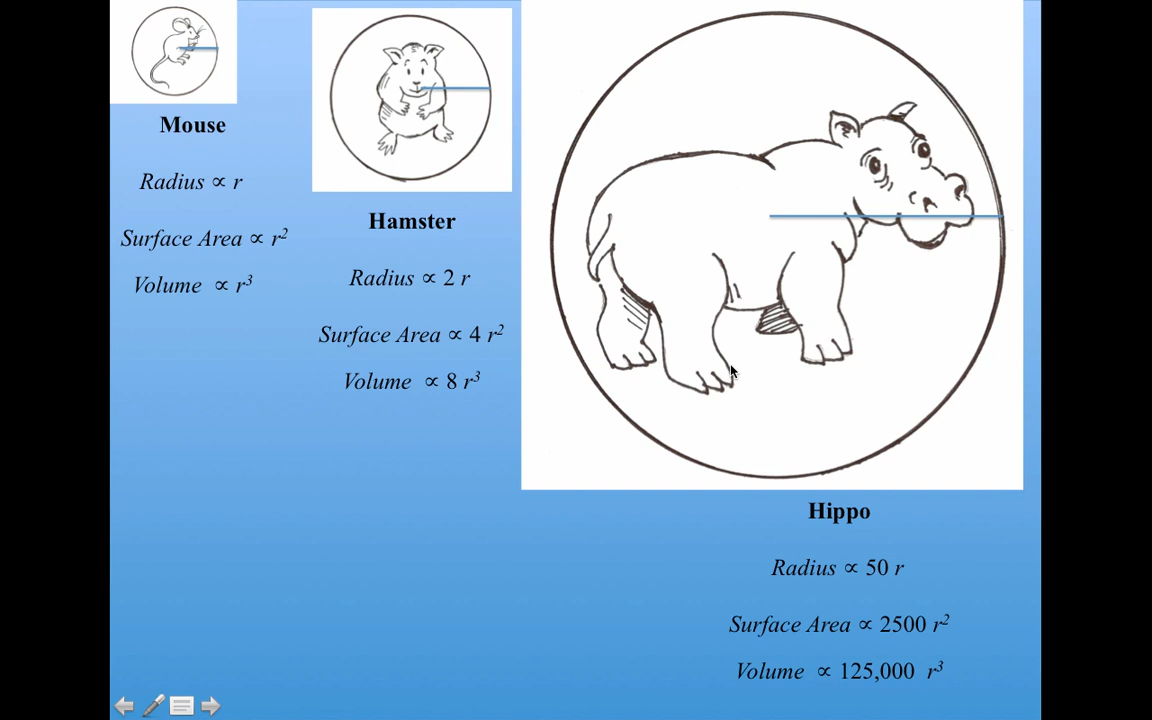 Mouse
Radius ∝ r
Surface Area ∝ r²
Volume ∝ r³
Hamster
Radius ∝ 2 r
Surface Area ∝ 4 r²
Volume ∝ 8 r³
Hippo
Radius ∝ 50 r
Surface Area ∝ 2500 r²
Volume ∝ 125,000 r³